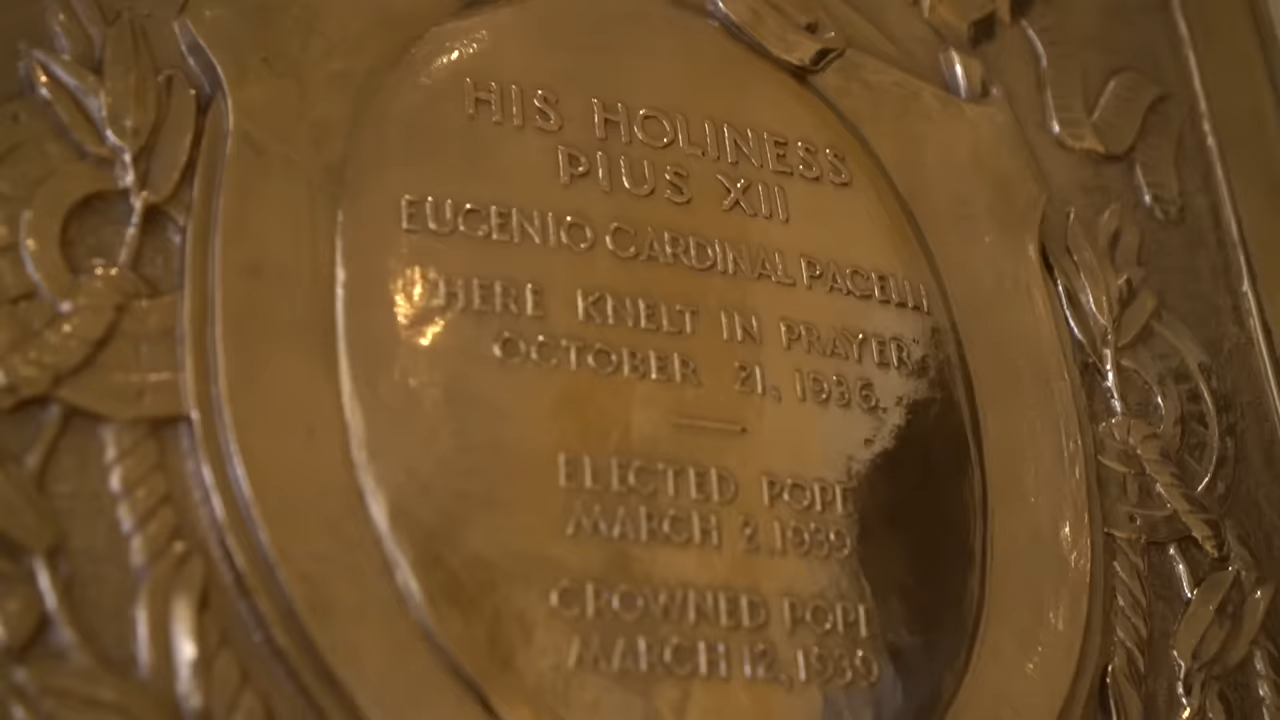 HIS HOLINESS
PIUS XII
EUGENIO CARDINAL PACELLI
"HERE KNELT IN PRAYER"
OCTOBER 21, 1936.
ELECTED POPE
MARCH 2, 1939
CROWNED POPE
MARCH 12, 1939